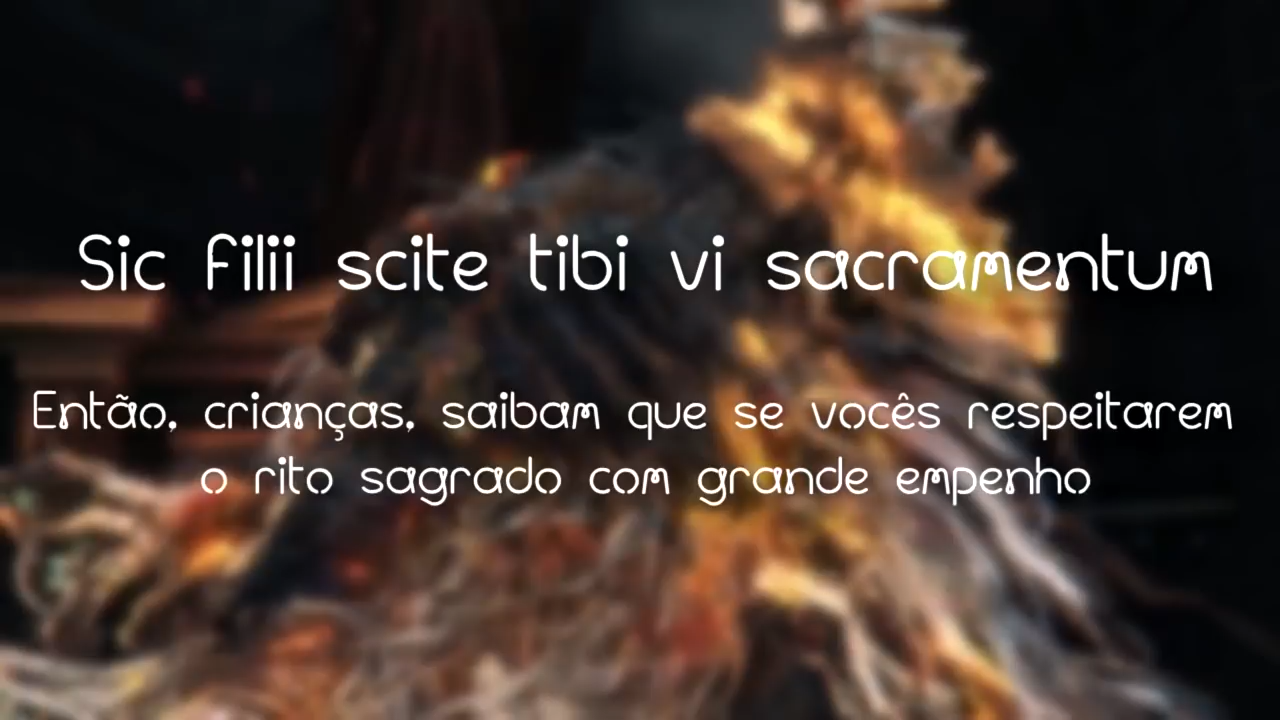 Sic filii scite tibi vi sacramentum
Então, crianças, saibam que se vocês respeitarem
o rito sagrado com grande empenho